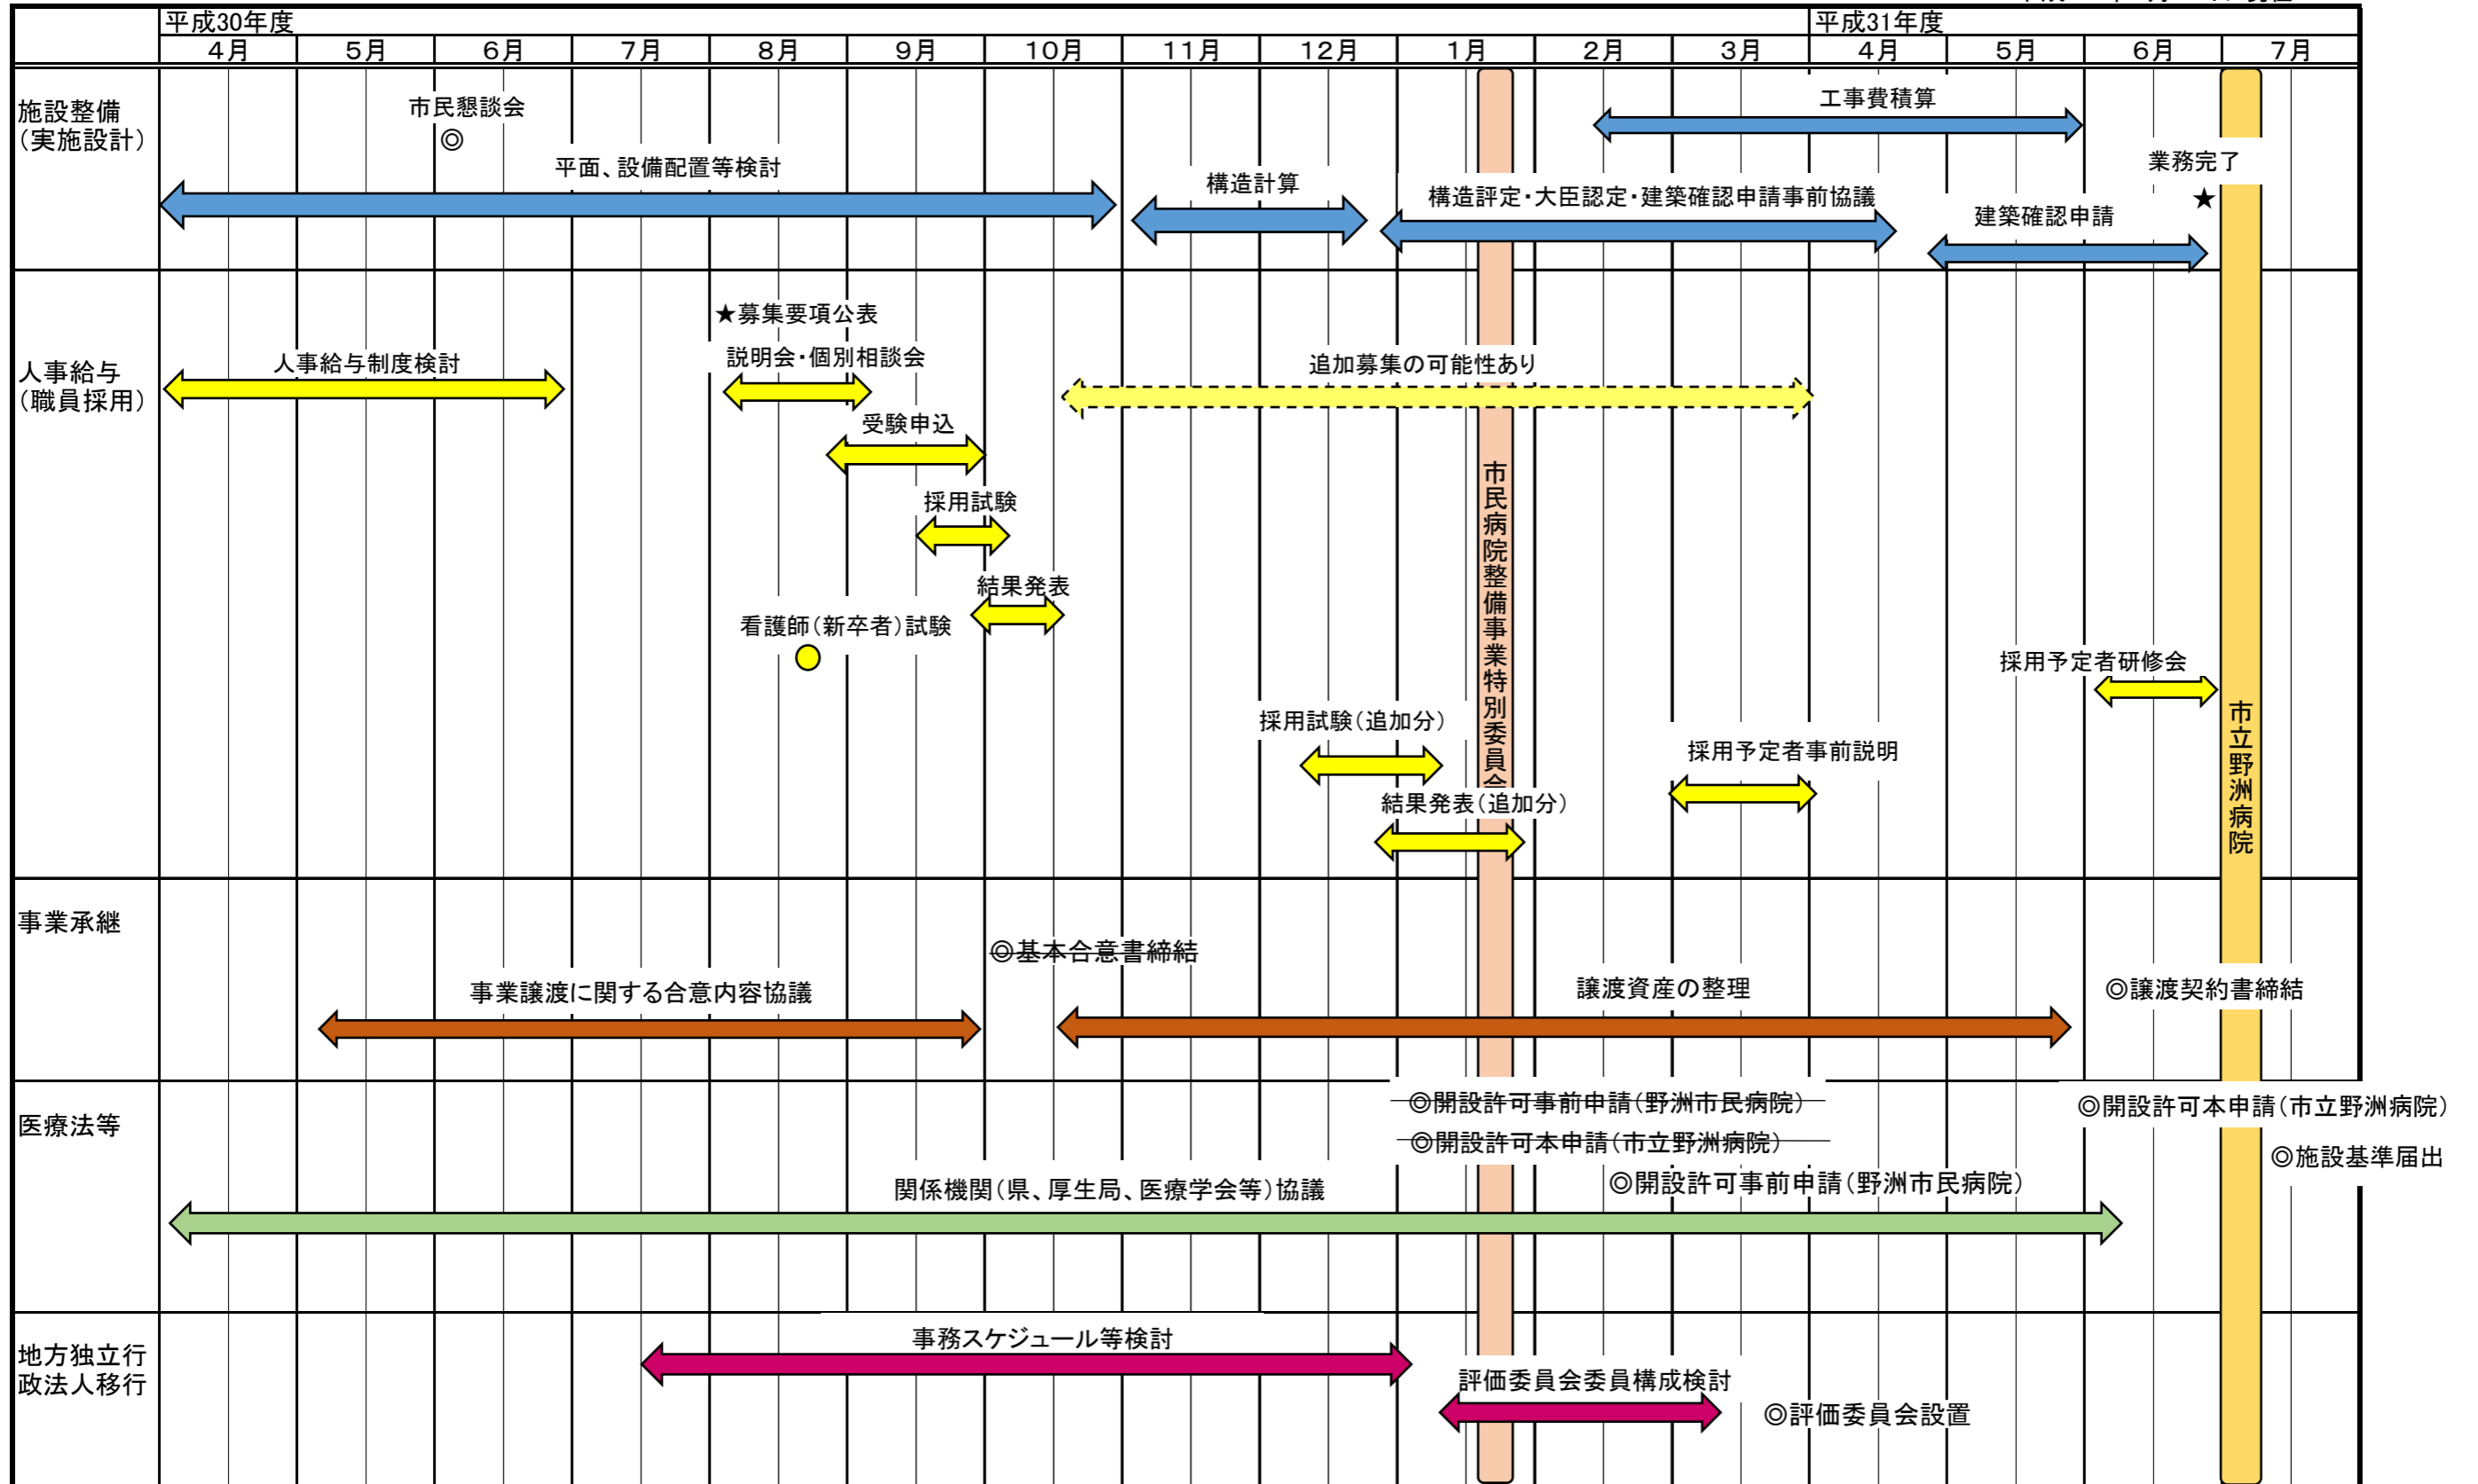 平成30年度
平成31年度
4月 5月 6月 7月 8月 9月 10月 11月 12月 1月 2月 3月 4月 5月 6月 7月
施設整備
（実施設計）
市民懇談会
◎
平面、設備配置等検討
構造計算
構造評定・大臣認定・建築確認申請事前協議
工事費積算
建築確認申請
業務完了
★
人事給与
（職員採用）
人事給与制度検討
★募集要項公表
説明会・個別相談会
受験申込
採用試験
結果発表
看護師（新卒者）試験
追加募集の可能性あり
採用試験（追加分）
結果発表（追加分）
採用予定者事前説明
採用予定者研修会
市民病院整備事業特別委員会
市立野洲病院
事業承継
◎基本合意書締結
事業譲渡に関する合意内容協議
譲渡資産の整理
◎譲渡契約書締結
医療法等
◎開設許可事前申請（野洲市民病院）
◎開設許可本申請（市立野洲病院）
◎開設許可本申請（市立野洲病院）
◎施設基準届出
関係機関（県、厚生局、医療学会等）協議
◎開設許可事前申請（野洲市民病院）
地方独立行
政法人移行
事務スケジュール等検討
評価委員会委員構成検討
◎評価委員会設置